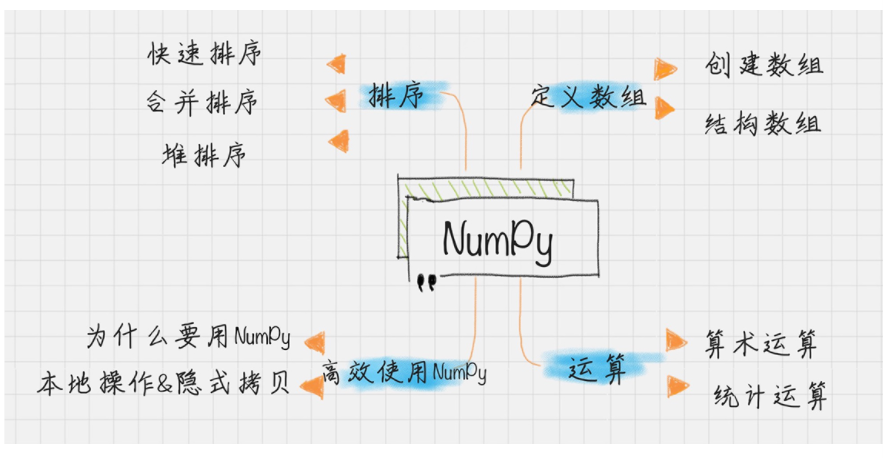 快速排序
合并排序
堆排序
排序
定义数组
创建数组
结构数组
NumPy
为什么要用NumPy
本地操作&隐式拷贝
高效使用NumPy
运算
算术运算
统计运算